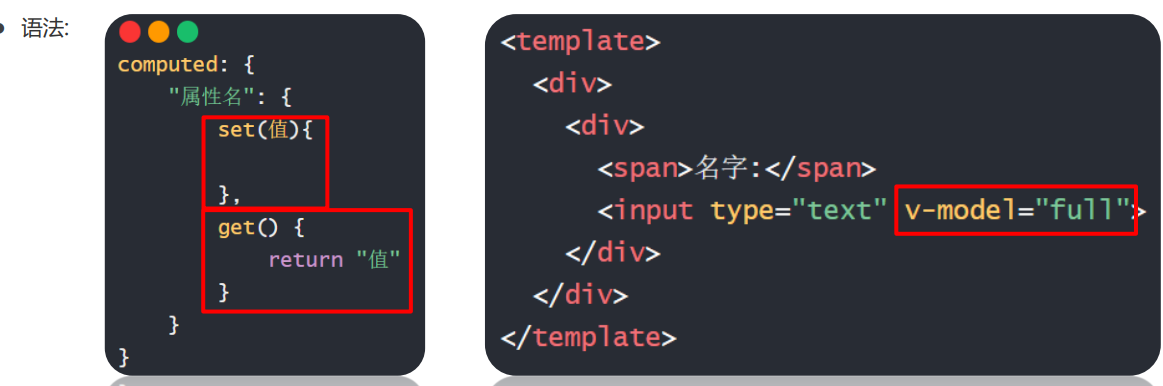 语法:
computed: {
"属性名": {
set(值){
},
get() {
return "值"
}
}
}
<template>
<div>
<div>
<span>名字:</span>
<input type="text" v-model="full">
</div>
</div>
</template>